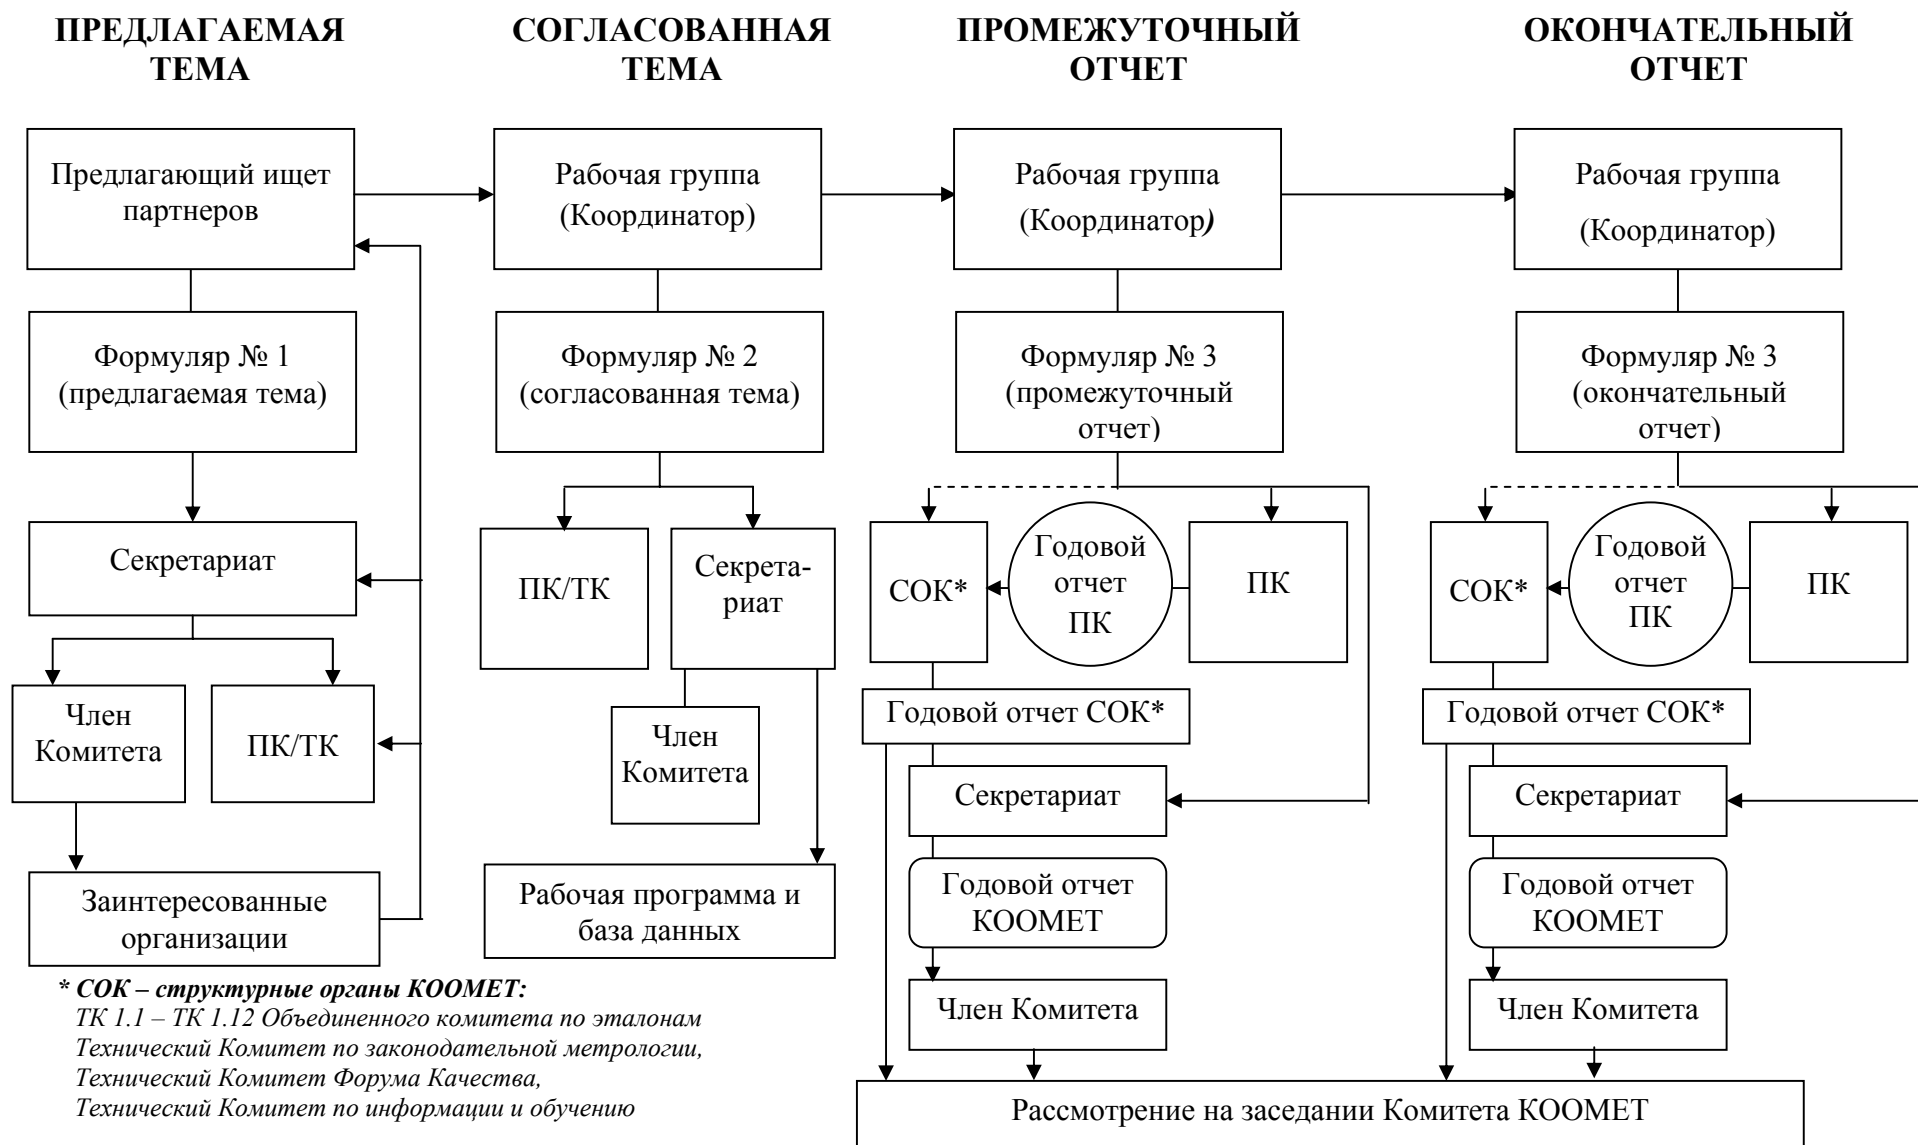 ПРЕДЛАГАЕМАЯ
ТЕМА
СОГЛАСОВАННАЯ
ТЕМА
ПРОМЕЖУТОЧНЫЙ
ОТЧЕТ
ОКОНЧАТЕЛЬНЫЙ
ОТЧЕТ
Предлагающий ищет
партнеров
Рабочая группа
(Координатор)
Рабочая группа
(Координатор)
Рабочая группа
(Координатор)
Формуляр № 1
(предлагаемая тема)
Формуляр № 2
(согласованная тема)
Формуляр № 3
(промежуточный
отчет)
Формуляр № 3
(окончательный
отчет)
Секретариат
ПК/ТК
Секрета-
риат
СОК*
Годовой
отчет
ПК
ПК
СОК*
Годовой
отчет
ПК
ПК
Член
Комитета
ПК/ТК
Член
Комитета
Годовой отчет СОК*
Годовой отчет СОК*
Секретариат
Секретариат
Заинтересованные
организации
Рабочая программа и
база данных
Годовой отчет
КООМЕТ
Годовой отчет
КООМЕТ
Член Комитета
Член Комитета
* СОК – структурные органы КООМЕТ:
ТК 1.1 – ТК 1.12 Объединенного комитета по эталонам
Технический Комитет по законодательной метрологии,
Технический Комитет Форума Качества,
Технический Комитет по информации и обучению
Рассмотрение на заседании Комитета КООМЕТ